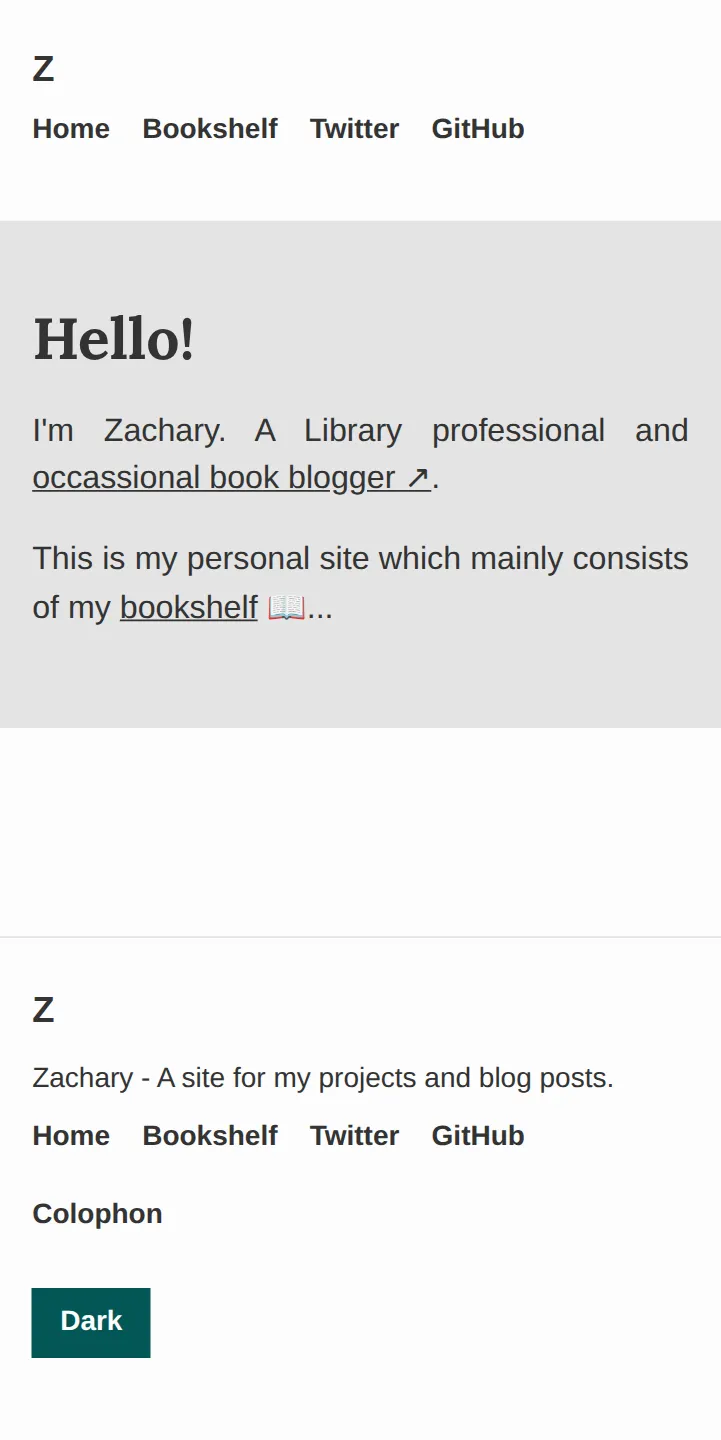 Z
Home Bookshelf Twitter GitHub
Hello!
I'm Zachary. A Library professional and
occassional book blogger ↗.
This is my personal site which mainly consists
of my bookshelf 📖...
Z
Zachary - A site for my projects and blog posts.
Home Bookshelf Twitter GitHub
Colophon
Dark